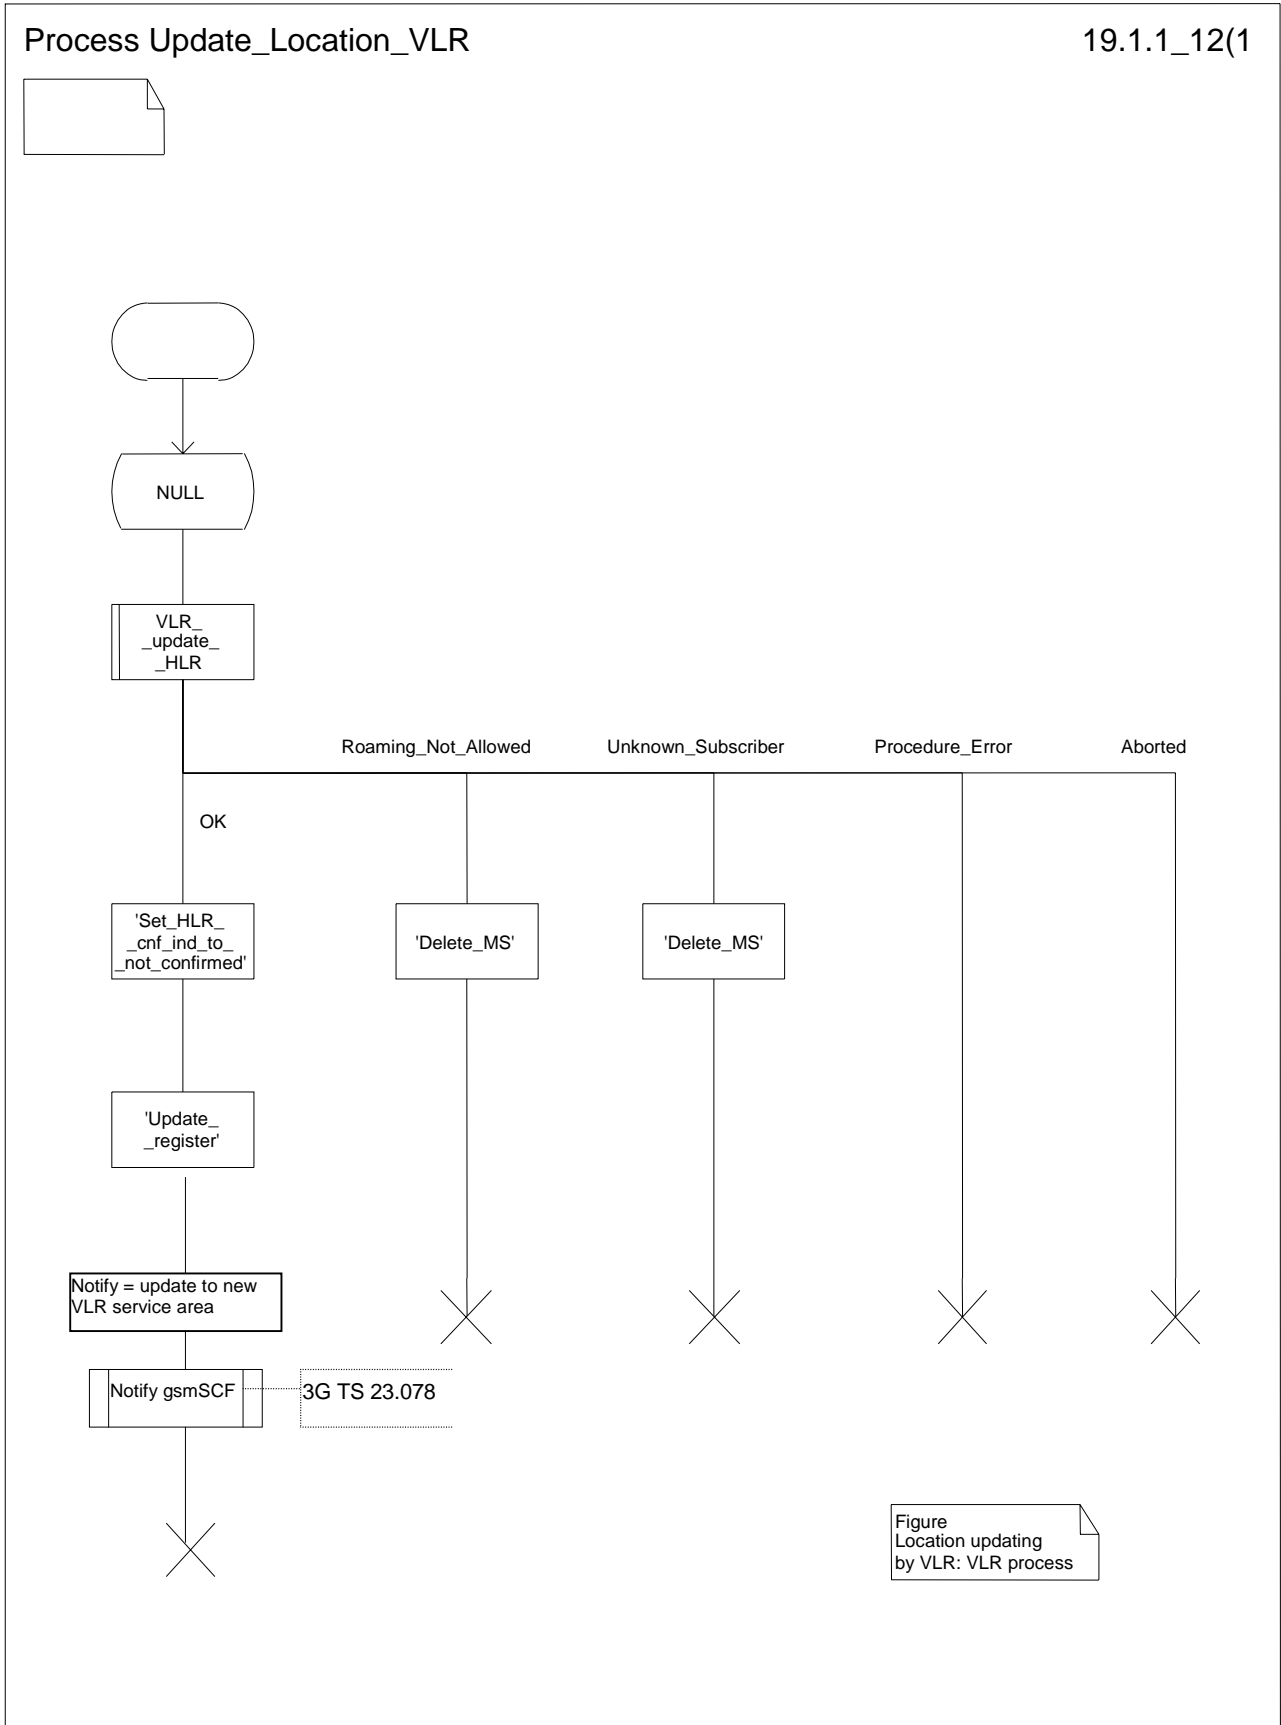 Process Update_Location_VLR
19.1.1_12(1
NULL
VLR_
_update_
_HLR
Roaming_Not_Allowed
Unknown_Subscriber
Procedure_Error
Aborted
OK
'Set_HLR_
_cnf_ind_to_
_not_confirmed'
'Delete_MS'
'Delete_MS'
'Update_
_register'
Notify = update to new
VLR service area
Notify gsmSCF
3G TS 23.078
Figure
Location updating
by VLR: VLR process